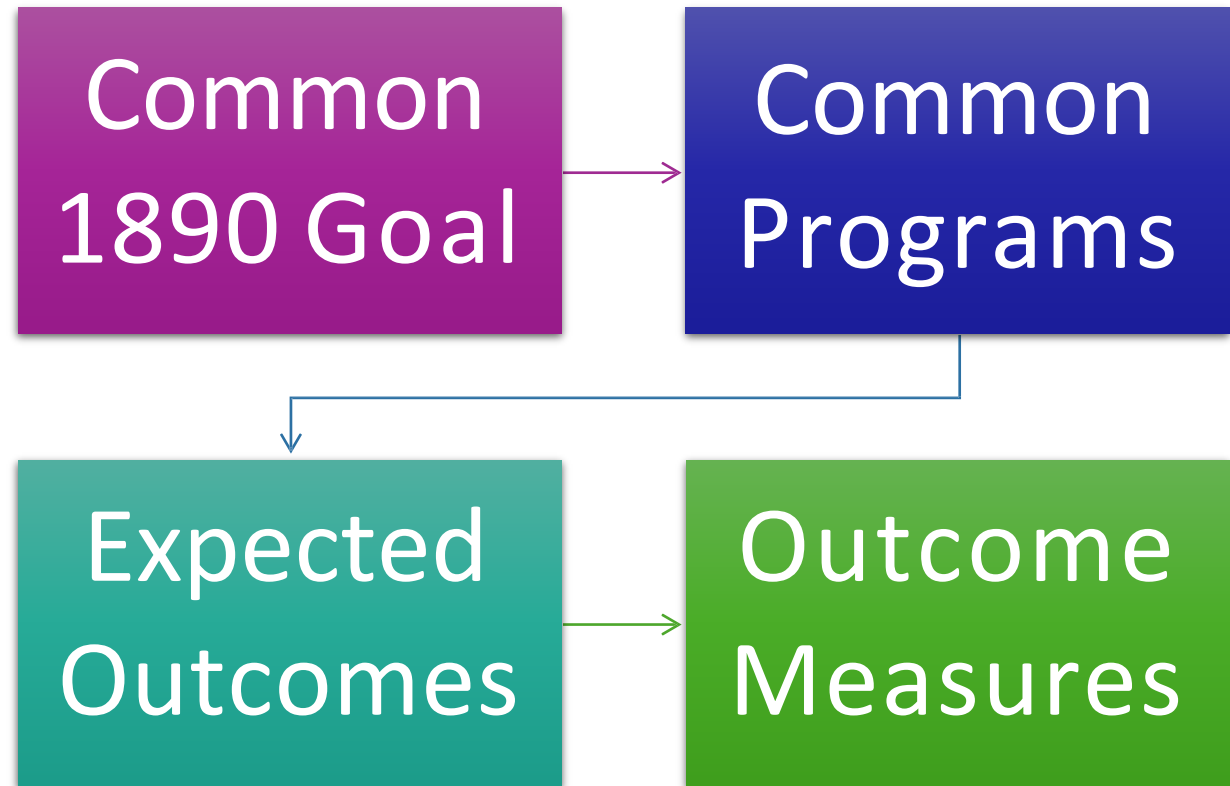 Common
1890 Goal
Common
Programs
Expected
Outcomes
Outcome
Measures